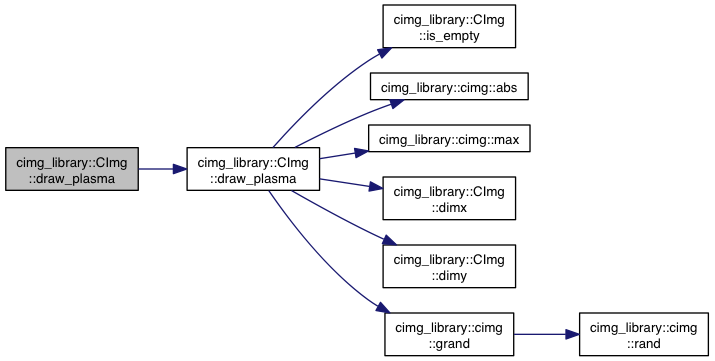 cimg_library::CImg
::draw_plasma
cimg_library::CImg
::draw_plasma
cimg_library::CImg
::is_empty
cimg_library::cimg::abs
cimg_library::cimg::max
cimg_library::CImg
::dimx
cimg_library::CImg
::dimy
cimg_library::cimg
::grand
cimg_library::cimg
::rand